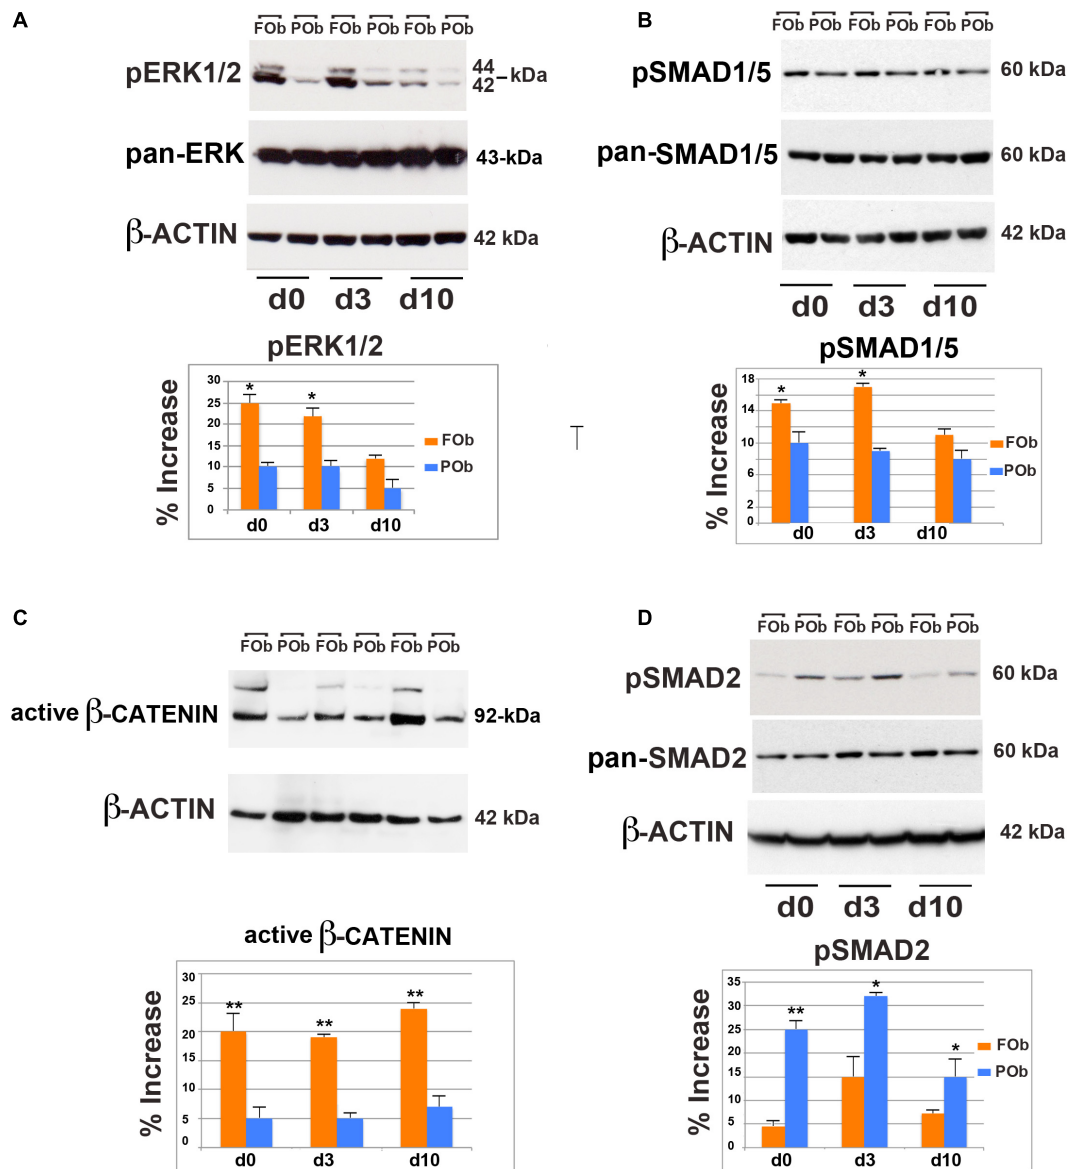 A
FOb POb FOb POb FOb POb
pERK1/2
44
42
–kDa
pan-ERK
43-kDa
β-ACTIN
42 kDa
d0 d3 d10
pERK1/2
% Increase
30
25
20
15
10
5
0
* *
d0 d3 d10
FOb
POb
B
FOb POb FOb POb FOb POb
pSMAD1/5
60 kDa
pan-SMAD1/5
60 kDa
β-ACTIN
42 kDa
d0 d3 d10
pSMAD1/5
% Increase
18
14
10
6
2
0
* *
d0 d3 d10
FOb
POb
C
FOb POb FOb POb FOb POb
active β-CATENIN
92-kDa
β-ACTIN
42 kDa
active β-CATENIN
% Increase
30
25
20
15
10
5
0
** ** **
d0 d3 d10
D
FOb POb FOb POb FOb POb
pSMAD2
60 kDa
pan-SMAD2
60 kDa
β-ACTIN
42 kDa
d0 d3 d10
pSMAD2
% Increase
35
30
25
20
15
10
5
0
** * *
d0 d3 d10
FOb
POb